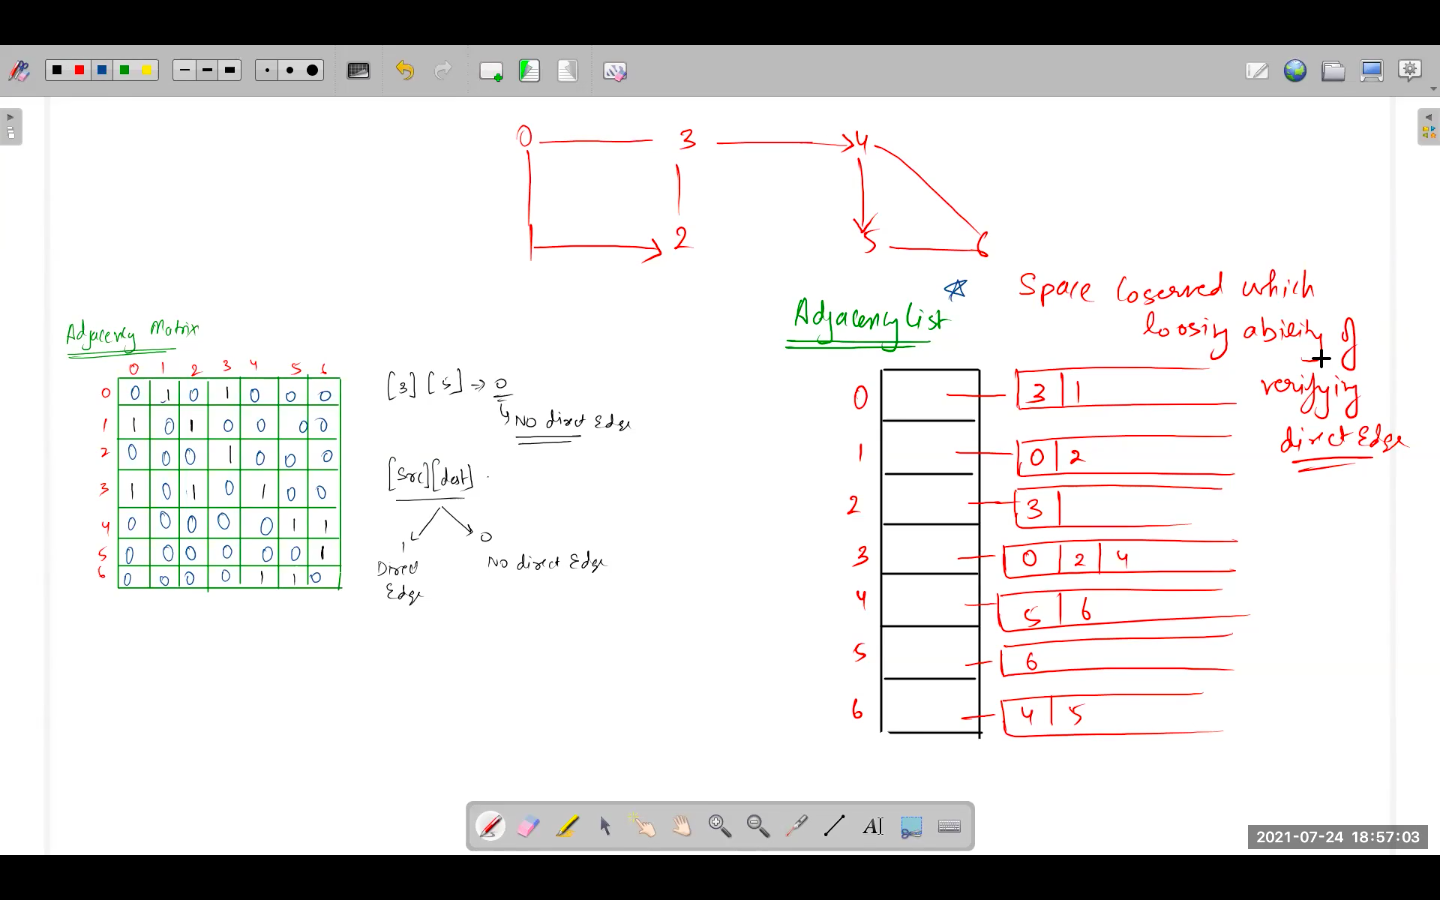 0 3 4
2 5 6
Adjacency Matrix
0 1 2 3 4 5 6
0 0 1 0 1 0 0 0
1 1 0 1 0 0 0 0
2 0 0 0 1 0 0 0
3 1 0 1 0 1 0 0
4 0 0 0 0 0 1 1
5 0 0 0 0 0 0 1
6 0 0 0 0 1 1 0
[3][5] → 0
NO direct Edge
[Src][dest]
1 0
Direct
Edge
No direct Edge
Adjacency List
Space Coserved which
loosing ability of
verifying
direct Edge
0 3 1
1 0 2
2 3
3 0 2 4
4 5 6
5 6
6 4 5
A
2021-07-24 18:57:03